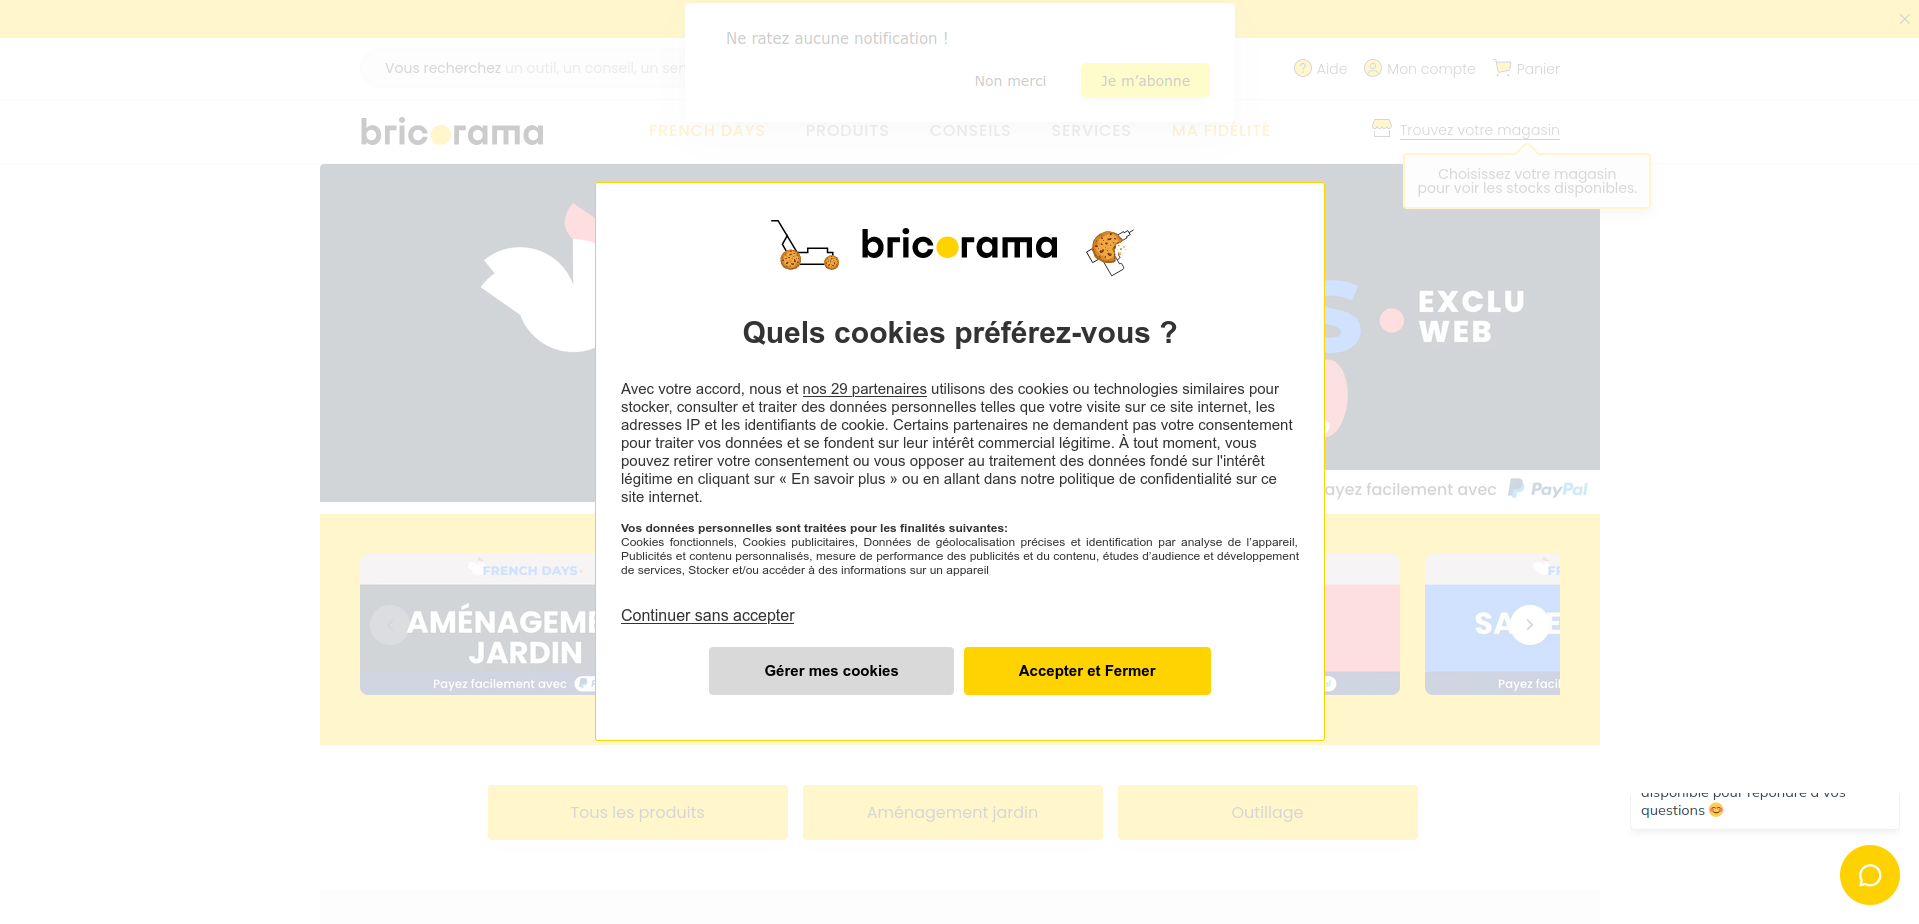 Ne ratez aucune notification !
Non merci
Je m'abonne
Vous recherchez un outil, un conseil, un ser
Aide
Mon compte
Panier
bricorama
FRENCH DAYS
PRODUITS
CONSEILS
SERVICES
MA FIDÉLITÉ
Trouvez votre magasin
Choisissez votre magasin
pour voir les stocks disponibles.
bricorama
EXCLU
WEB
Quels cookies préférez-vous ?
Avec votre accord, nous et nos 29 partenaires utilisons des cookies ou technologies similaires pour
stocker, consulter et traiter des données personnelles telles que votre visite sur ce site internet, les
adresses IP et les identifiants de cookie. Certains partenaires ne demandent pas votre consentement
pour traiter vos données et se fondent sur leur intérêt commercial légitime. À tout moment, vous
pouvez retirer votre consentement ou vous opposer au traitement des données fondé sur l'intérêt
légitime en cliquant sur « En savoir plus » ou en allant dans notre politique de confidentialité sur ce
site internet.
ayez facilement avec PayPal
Vos données personnelles sont traitées pour les finalités suivantes:
Cookies fonctionnels, Cookies publicitaires, Données de géolocalisation précises et identification par analyse de l’appareil,
Publicités et contenu personnalisés, mesure de performance des publicités et du contenu, études d’audience et développement
de services, Stocker et/ou accéder à des informations sur un appareil
Continuer sans accepter
Gérer mes cookies
Accepter et Fermer
FRENCH DAYS
AMÉNAGEME
JARDIN
Payez facilement avec
FR
SA
E
Payez facil
Tous les produits
Aménagement jardin
Outillage
disponible pour répondre à vos
questions 😊